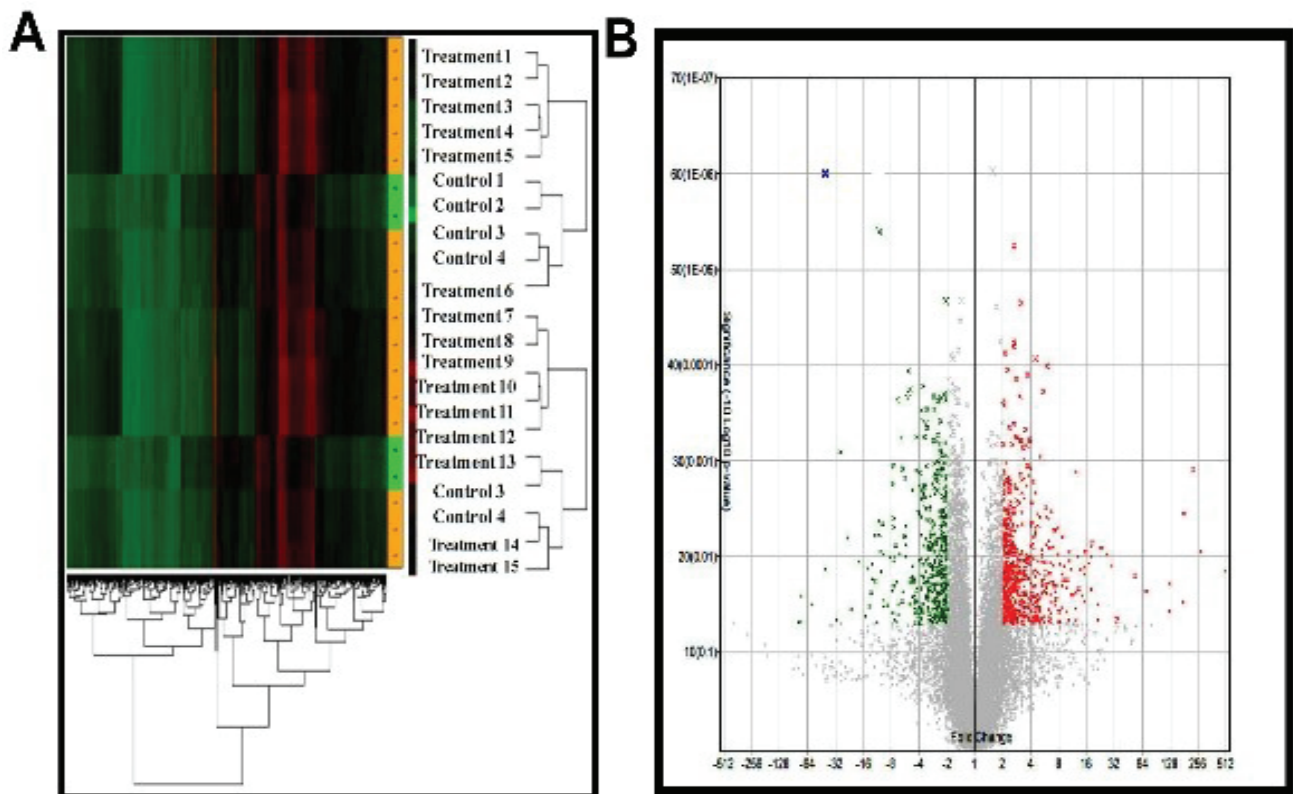 A
B
Treatment 1
Treatment 2
Treatment 3
Treatment 4
Treatment 5
Control 1
Control 2
Control 3
Control 4
Treatment 6
Treatment 7
Treatment 8
Treatment 9
Treatment 10
Treatment 11
Treatment 12
Treatment 13
Control 3
Control 4
Treatment 14
Treatment 15
70(1E-07)
60(1E-06)
50(1E-05)
40(0.0001)
30(0.001)
20(0.01)
10(0.1)
Significance (-10 Log10 p-value)
Fold Change
-512 -256 -128 -64 -32 -16 -8 -4 -2 1 2 4 8 16 32 64 128 256 512